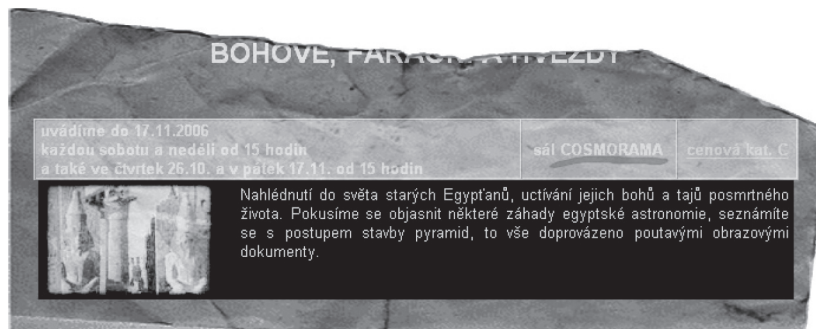 BOHOVÉ, FARAONI A HVĚZDY
uvádíme do 17.11.2006
každou sobotu a neděli od 15 hodin
a také ve čtvrtek 26.10. a v pátek 17.11. od 15 hodin
sál COSMORAMA
cenová kat. C
Nahlédnutí do světa starých Egypťanů, uctívání jejich bohů a tajů posmrtného
života. Pokusíme se objasnit některé záhady egyptské astronomie, seznámíte
se s postupem stavby pyramid, to vše doprovázeno poutavými obrazovými
dokumenty.